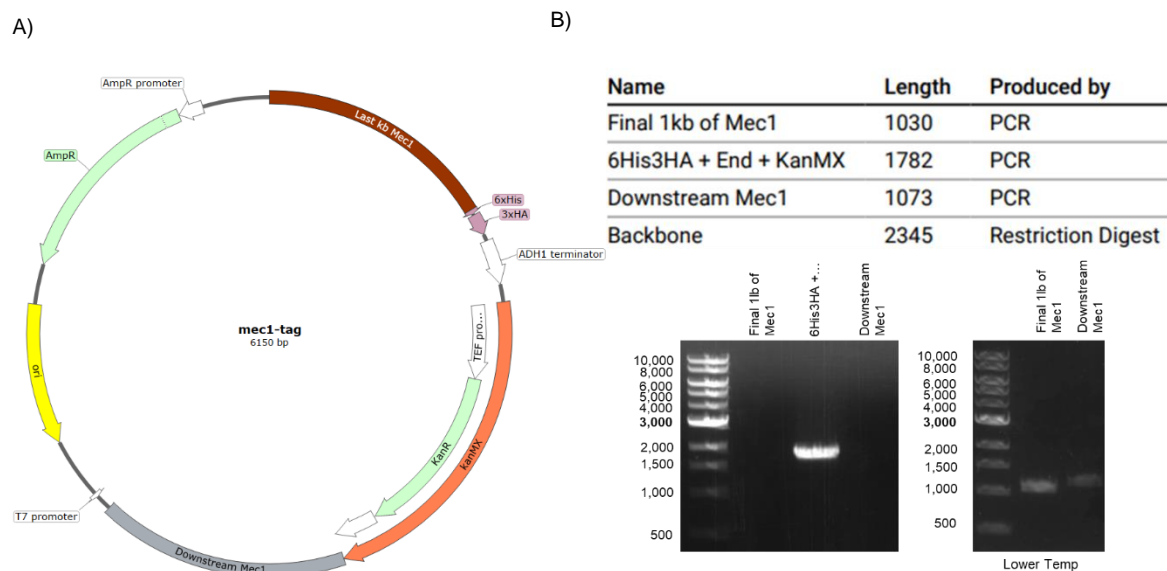 A)
AmpR promoter
Last kb Mec1
AmpR
6xHis
3xHA
ADH1 terminator
TEF pro...
mec1-tag
6150 bp
ori
KanR
kanMX
T7 promoter
Downstream Mec1
B)
Name Length Produced by
Final 1kb of Mec1 1030 PCR
6His3HA + End + KanMX 1782 PCR
Downstream Mec1 1073 PCR
Backbone 2345 Restriction Digest
Final 1lb of
Mec1
6His3HA +...
Downstream
Mec1
10,000
8,000
6,000
5,000
4,000
3,000
2,000
1,500
1,000
500
Final 1lb of
Mec1
Downstream
Mec1
10,000
8,000
6,000
5,000
4,000
3,000
2,000
1,500
1,000
500
Lower Temp